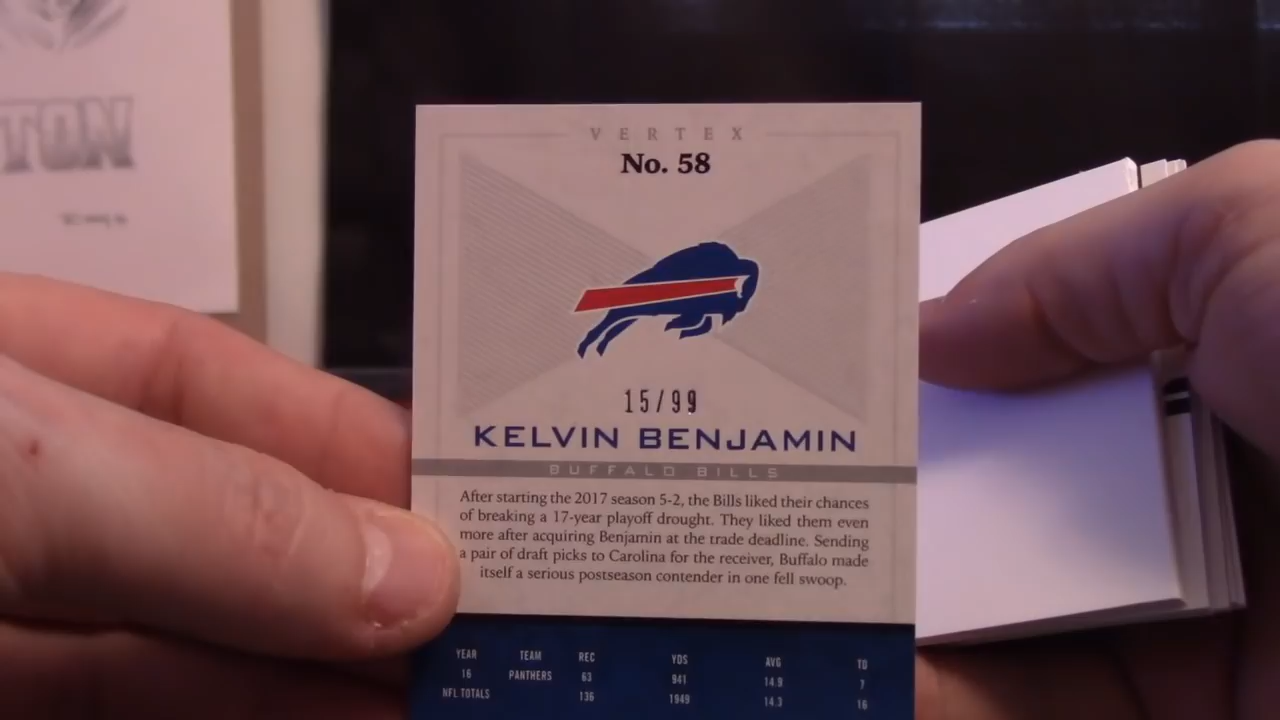 TON
VERTEX
No. 58
15/99
KELVIN BENJAMIN
BUFFALO BILLS
After starting the 2017 season 5-2, the Bills liked their chances
of breaking a 17-year playoff drought. They liked them even
more after acquiring Benjamin at the trade deadline. Sending
a pair of draft picks to Carolina for the receiver, Buffalo made
itself a serious postseason contender in one fell swoop.
YEAR TEAM REC YDS AVG TD
16 PANTHERS 63 941 14.9 7
NFL TOTALS 136 1949 14.3 16